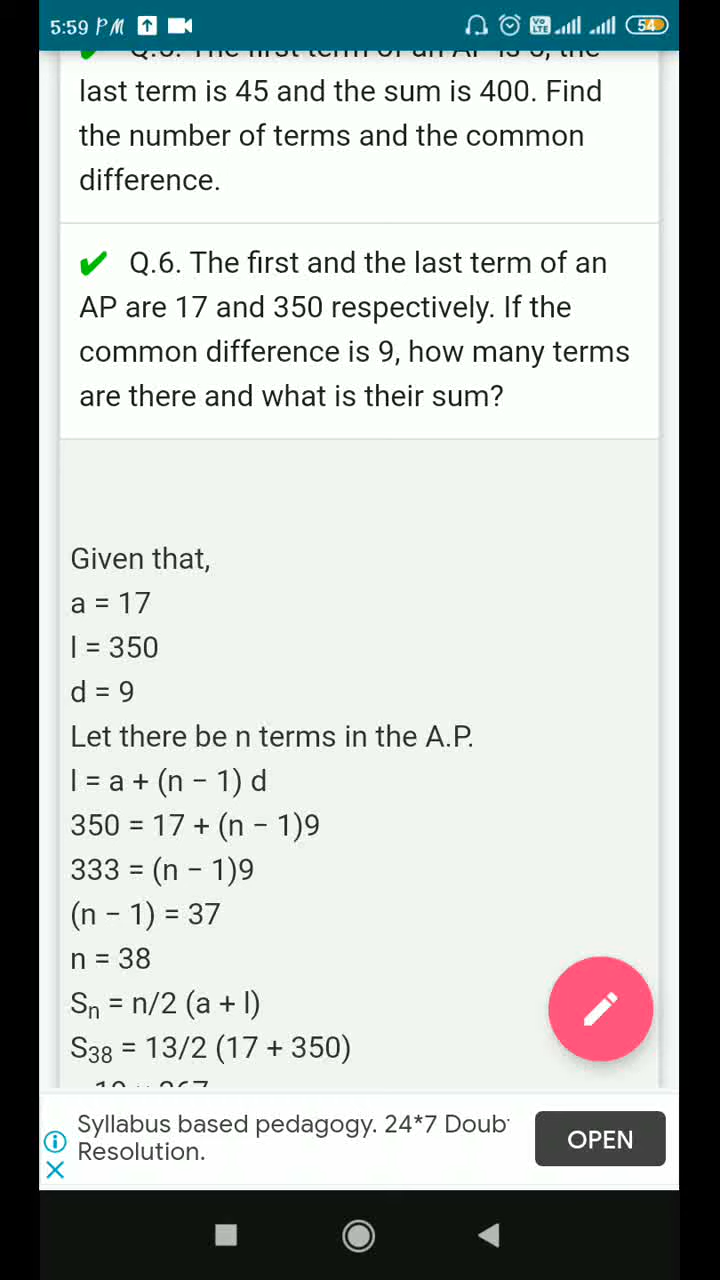 5:59 PM
VO LTE
54
last term is 45 and the sum is 400. Find
the number of terms and the common
difference.
✔ Q.6. The first and the last term of an
AP are 17 and 350 respectively. If the
common difference is 9, how many terms
are there and what is their sum?
Given that,
a = 17
l = 350
d = 9
Let there be n terms in the A.P.
l = a + (n − 1) d
350 = 17 + (n − 1)9
333 = (n − 1)9
(n − 1) = 37
n = 38
Sₙ = n/2 (a + l)
S₃₈ = 13/2 (17 + 350)
Syllabus based pedagogy. 24*7 Doub
Resolution.
OPEN